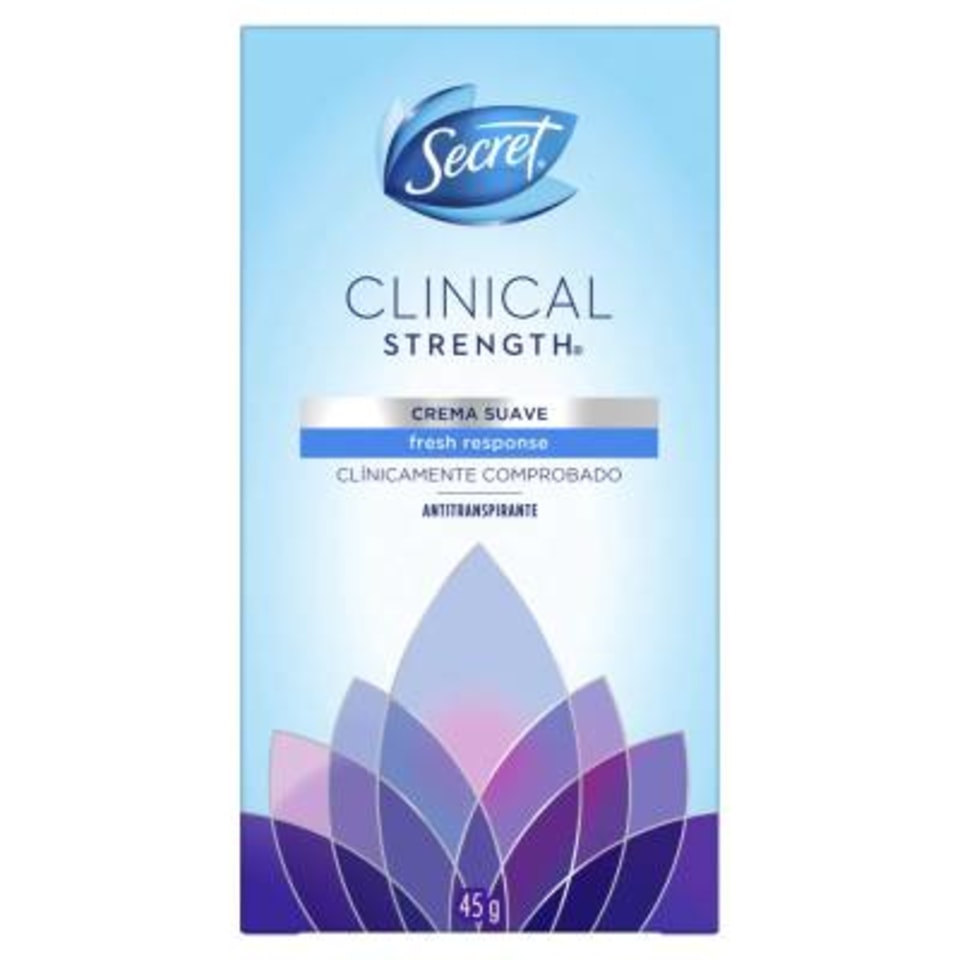 Secret®
CLINICAL
STRENGTH®
CREMA SUAVE
fresh response
CLÍNICAMENTE COMPROBADO
ANTITRANSPIRANTE
45 g